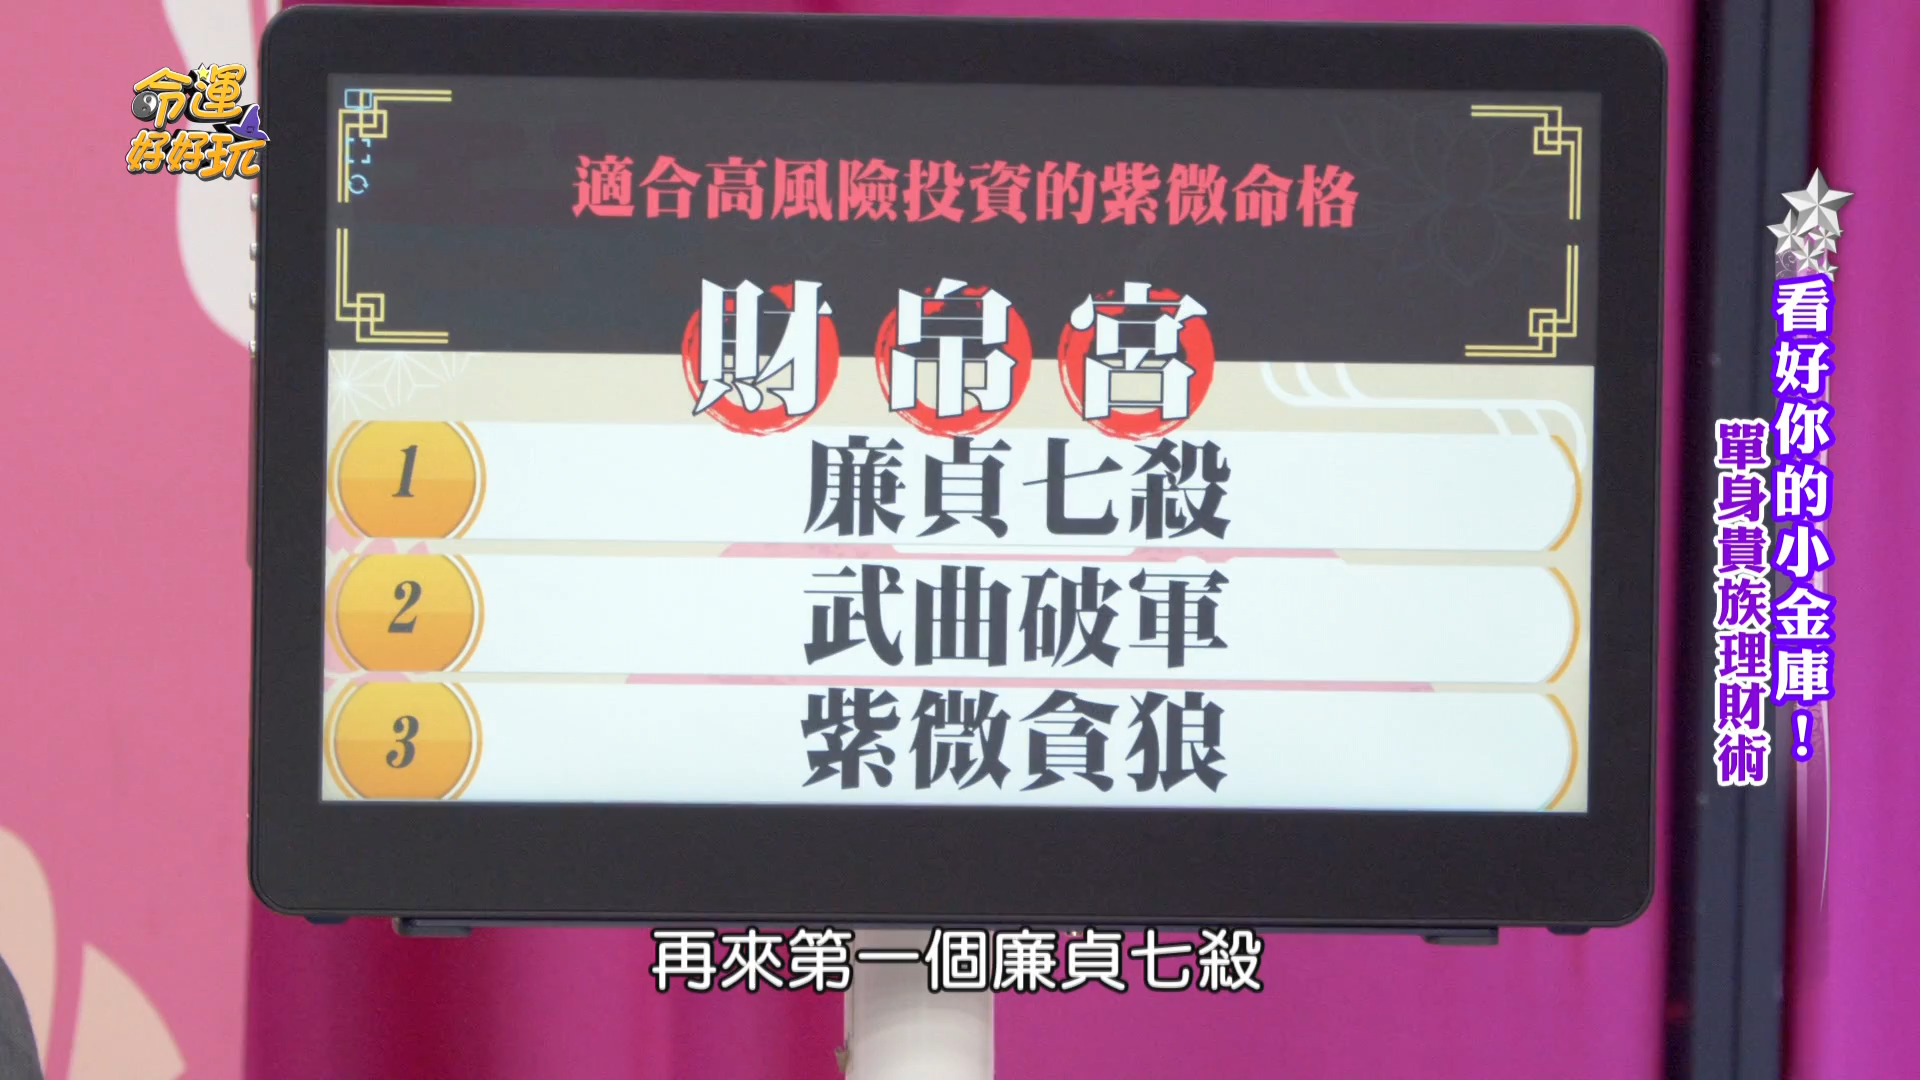 命運
好好玩
適合高風險投資的紫微命格
財帛宮
1 廉貞七殺
2 武曲破軍
3 紫微貪狼
看好你的小金庫！
單身貴族理財術
再來第一個廉貞七殺